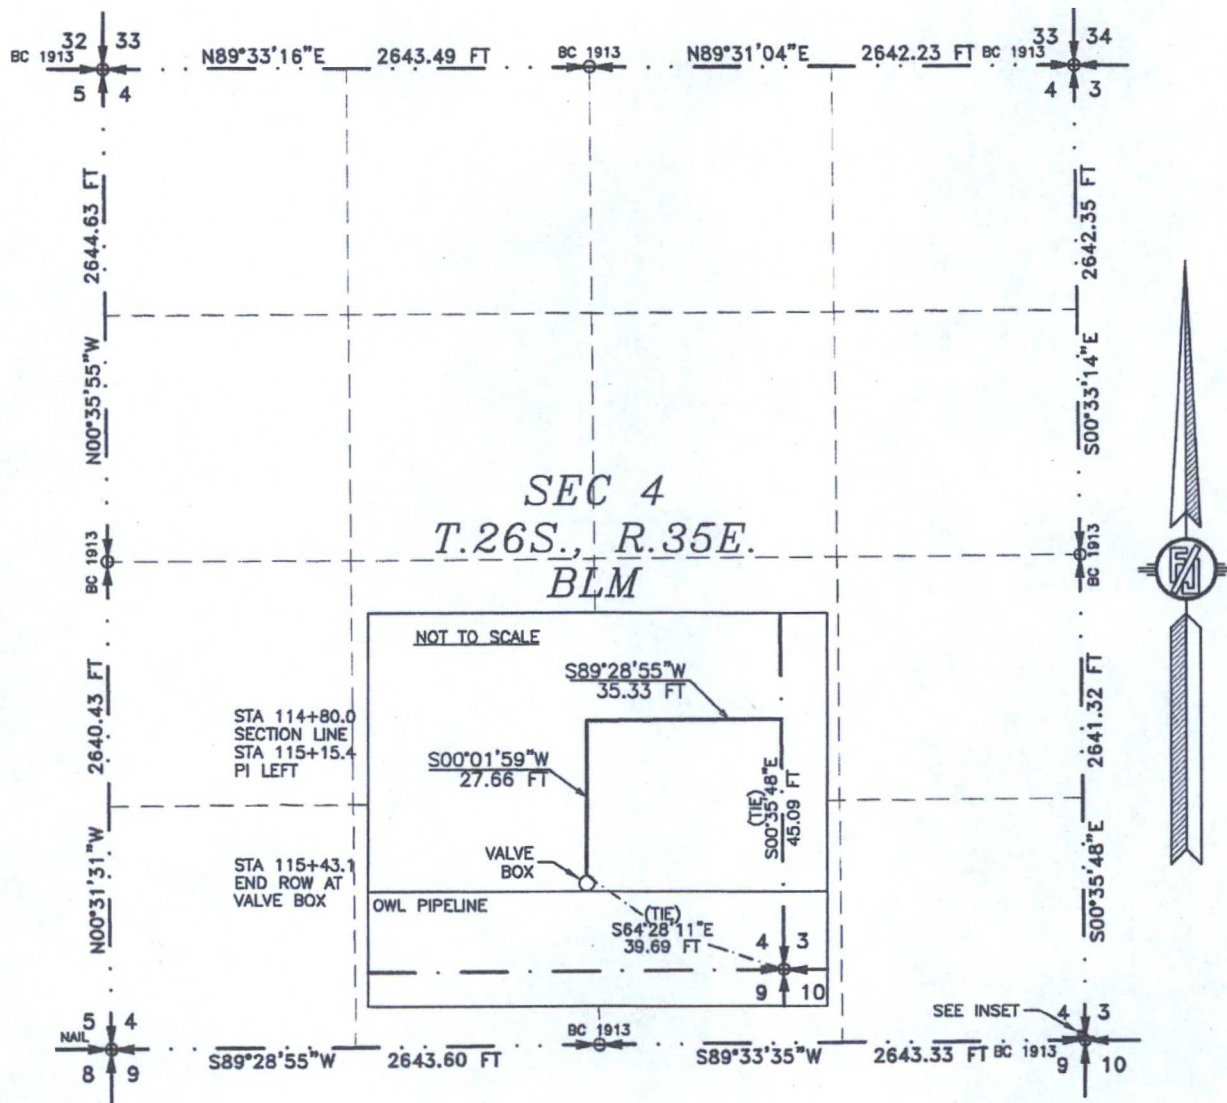 32 33
BC 1913
5 4
N89°33'16"E 2643.49 FT
BC 1913
N89°31'04"E 2642.23 FT
33 34
BC 1913
4 3
2644.63 FT
N00°35'55"W
2642.35 FT
S00°33'14"E
SEC 4
T.26S., R.35E.
BLM
BC 1913
BC 1913
NOT TO SCALE
S89°28'55"W
35.33 FT
STA 114+80.0
SECTION LINE
STA 115+15.4
PI LEFT
S00°01'59"W
27.66 FT
(TIE)
S00°35'48"E
45.09 FT
2640.43 FT
N00°31'31"W
2641.32 FT
S00°35'48"E
VALVE
BOX
STA 115+43.1
END ROW AT
VALVE BOX
OWL PIPELINE
(TIE)
S64°28'11"E
39.69 FT
4 3
9 10
SEE INSET
5 4
NAIL
8 9
S89°28'55"W 2643.60 FT
BC 1913
S89°33'35"W 2643.33 FT
BC 1913
4 3
9 10